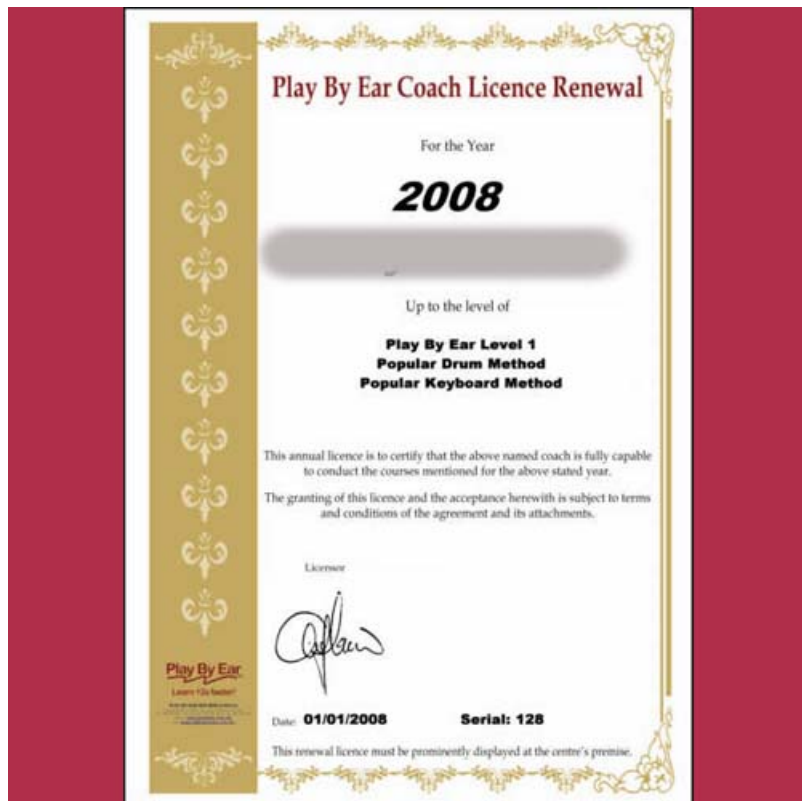 Play By Ear Coach Licence Renewal
For the Year
2008
Up to the level of
Play By Ear Level 1
Popular Drum Method
Popular Keyboard Method
This annual licence is to certify that the above named coach is fully capable
to conduct the courses mentioned for the above stated year.
The granting of this licence and the acceptance herewith is subject to terms
and conditions of the agreement and its attachments.
Licensor
Play By Ear
Learn 12x faster!
Date: 01/01/2008 Serial: 128
This renewal licence must be prominently displayed at the centre's premise.